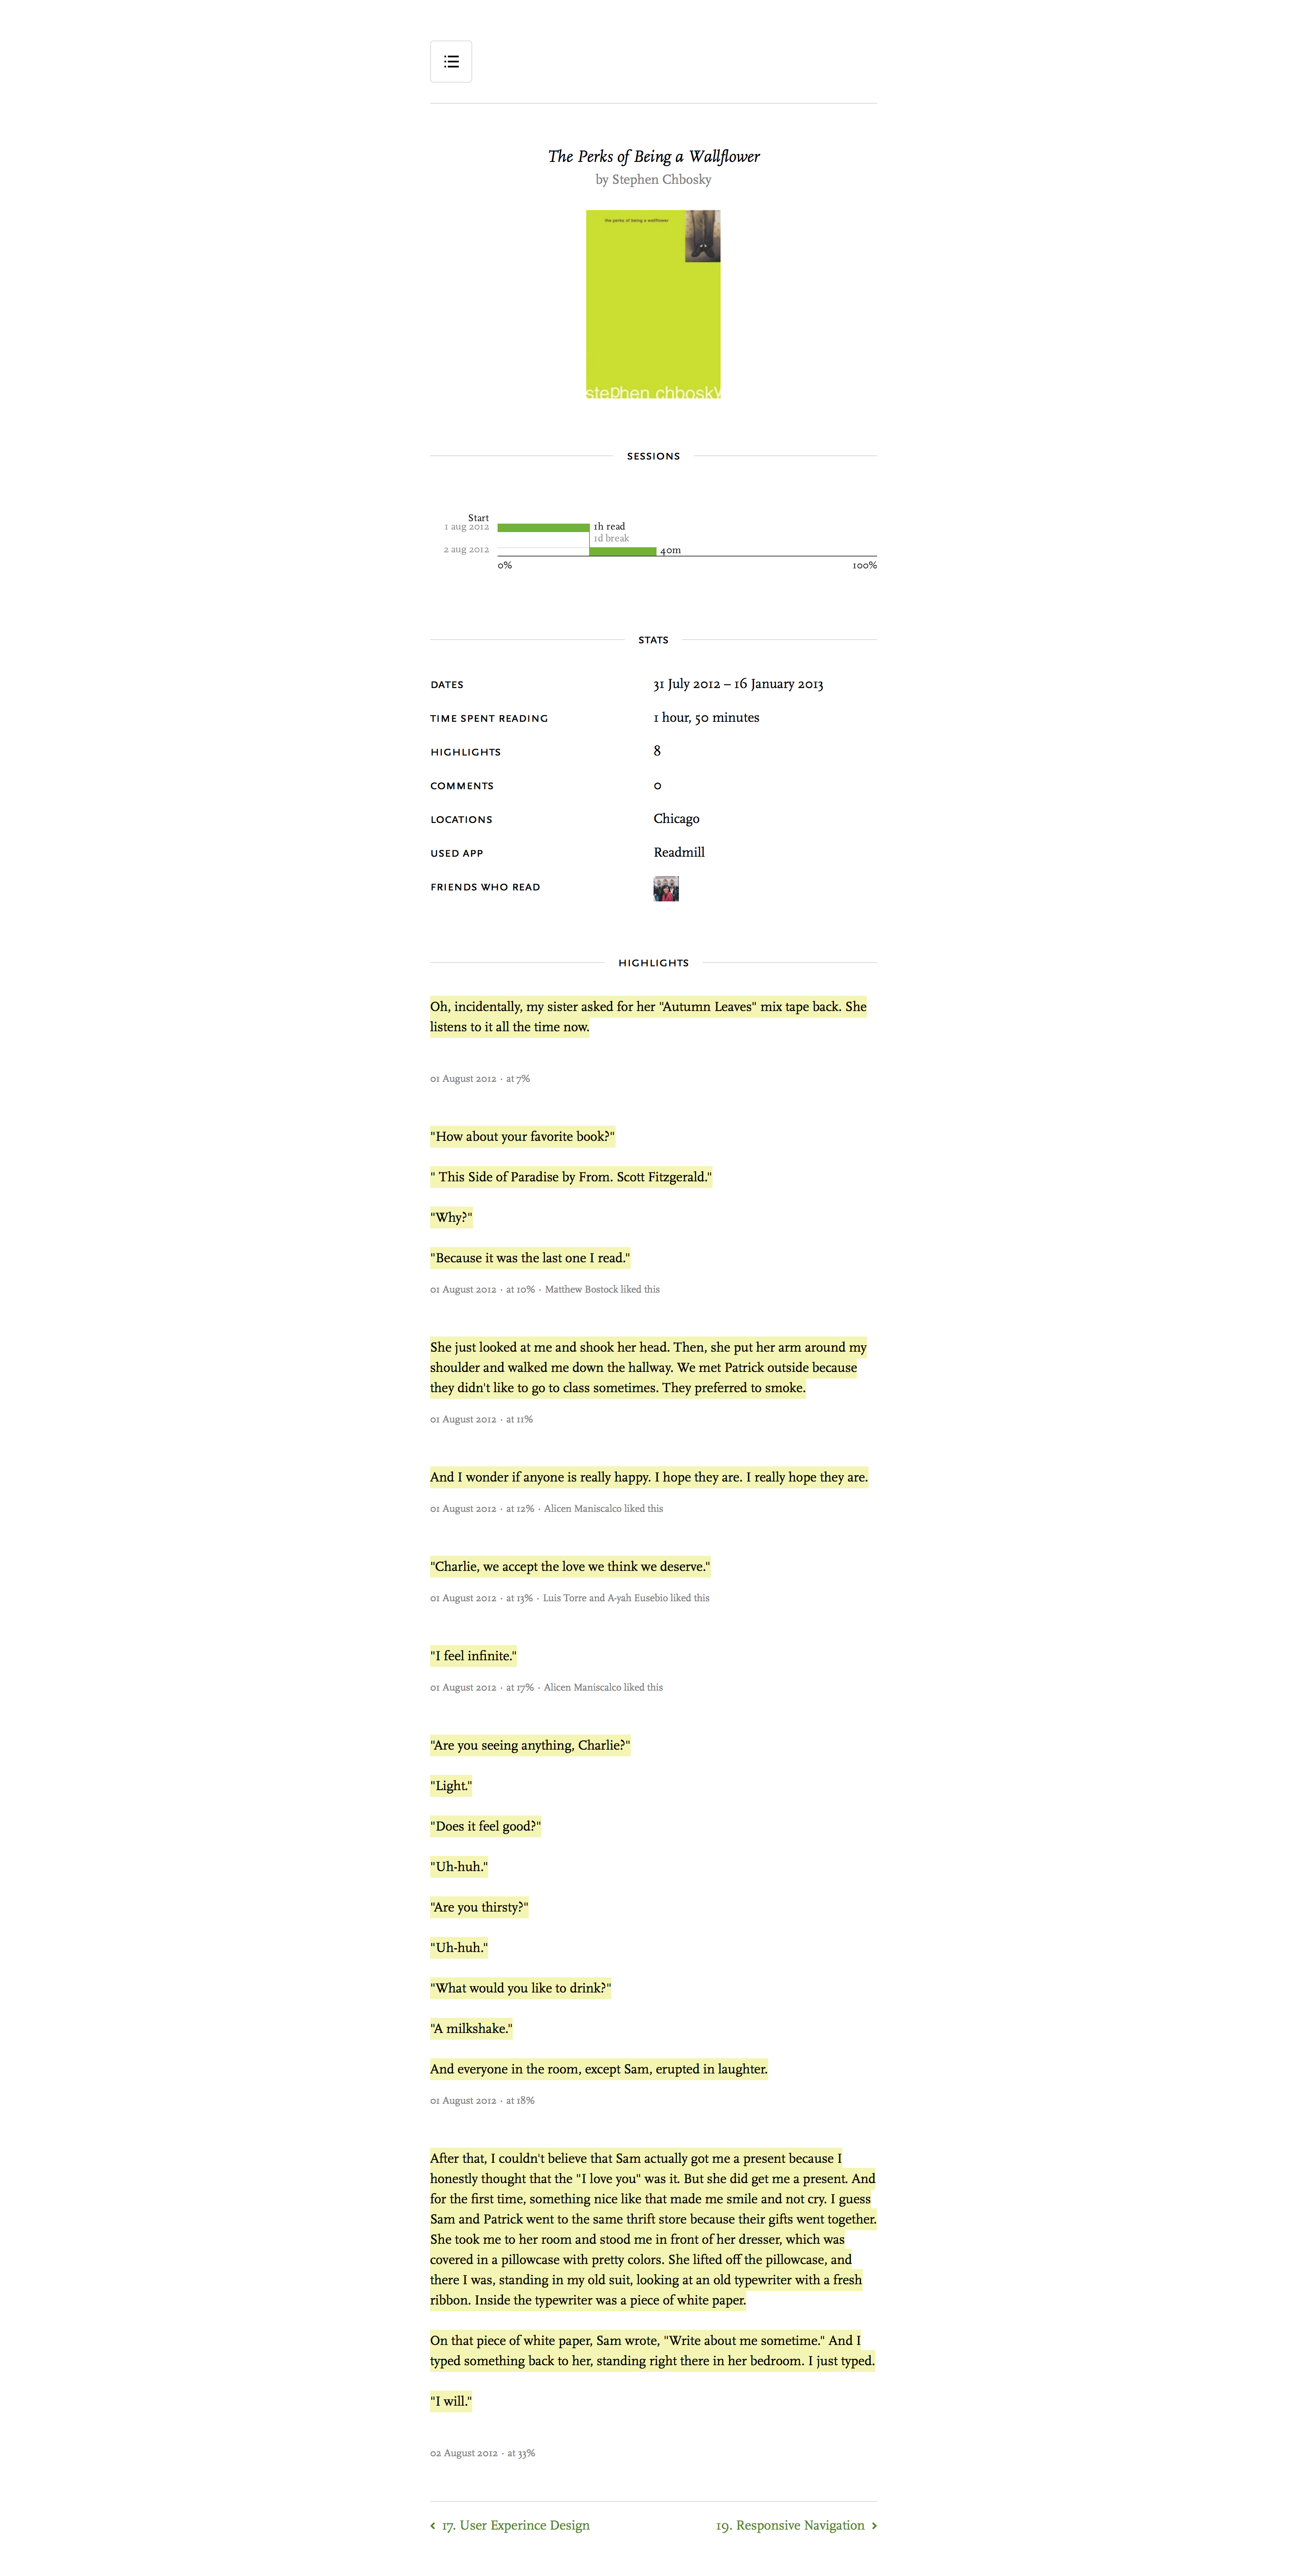 The Perks of Being a Wallflower
by Stephen Chbosky
the perks of being a wallflower
stephen chbosky
SESSIONS
Start
1 aug 2012
1h read
1d break
2 aug 2012
40m
0%
100%
STATS
DATES
31 July 2012 – 16 January 2013
TIME SPENT READING
1 hour, 50 minutes
HIGHLIGHTS
8
COMMENTS
0
LOCATIONS
Chicago
USED APP
Readmill
FRIENDS WHO READ
HIGHLIGHTS
Oh, incidentally, my sister asked for her "Autumn Leaves" mix tape back. She
listens to it all the time now.
01 August 2012 · at 7%
"How about your favorite book?"
" This Side of Paradise by From. Scott Fitzgerald."
"Why?"
"Because it was the last one I read."
01 August 2012 · at 10% · Matthew Bostock liked this
She just looked at me and shook her head. Then, she put her arm around my
shoulder and walked me down the hallway. We met Patrick outside because
they didn't like to go to class sometimes. They preferred to smoke.
01 August 2012 · at 11%
And I wonder if anyone is really happy. I hope they are. I really hope they are.
01 August 2012 · at 12% · Alicen Maniscalco liked this
"Charlie, we accept the love we think we deserve."
01 August 2012 · at 13% · Luis Torre and A-yah Eusebio liked this
"I feel infinite."
01 August 2012 · at 17% · Alicen Maniscalco liked this
"Are you seeing anything, Charlie?"
"Light."
"Does it feel good?"
"Uh-huh."
"Are you thirsty?"
"Uh-huh."
"What would you like to drink?"
"A milkshake."
And everyone in the room, except Sam, erupted in laughter.
01 August 2012 · at 18%
After that, I couldn't believe that Sam actually got me a present because I
honestly thought that the "I love you" was it. But she did get me a present. And
for the first time, something nice like that made me smile and not cry. I guess
Sam and Patrick went to the same thrift store because their gifts went together.
She took me to her room and stood me in front of her dresser, which was
covered in a pillowcase with pretty colors. She lifted off the pillowcase, and
there I was, standing in my old suit, looking at an old typewriter with a fresh
ribbon. Inside the typewriter was a piece of white paper.
On that piece of white paper, Sam wrote, "Write about me sometime." And I
typed something back to her, standing right there in her bedroom. I just typed.
"I will."
02 August 2012 · at 33%
17. User Experince Design
19. Responsive Navigation